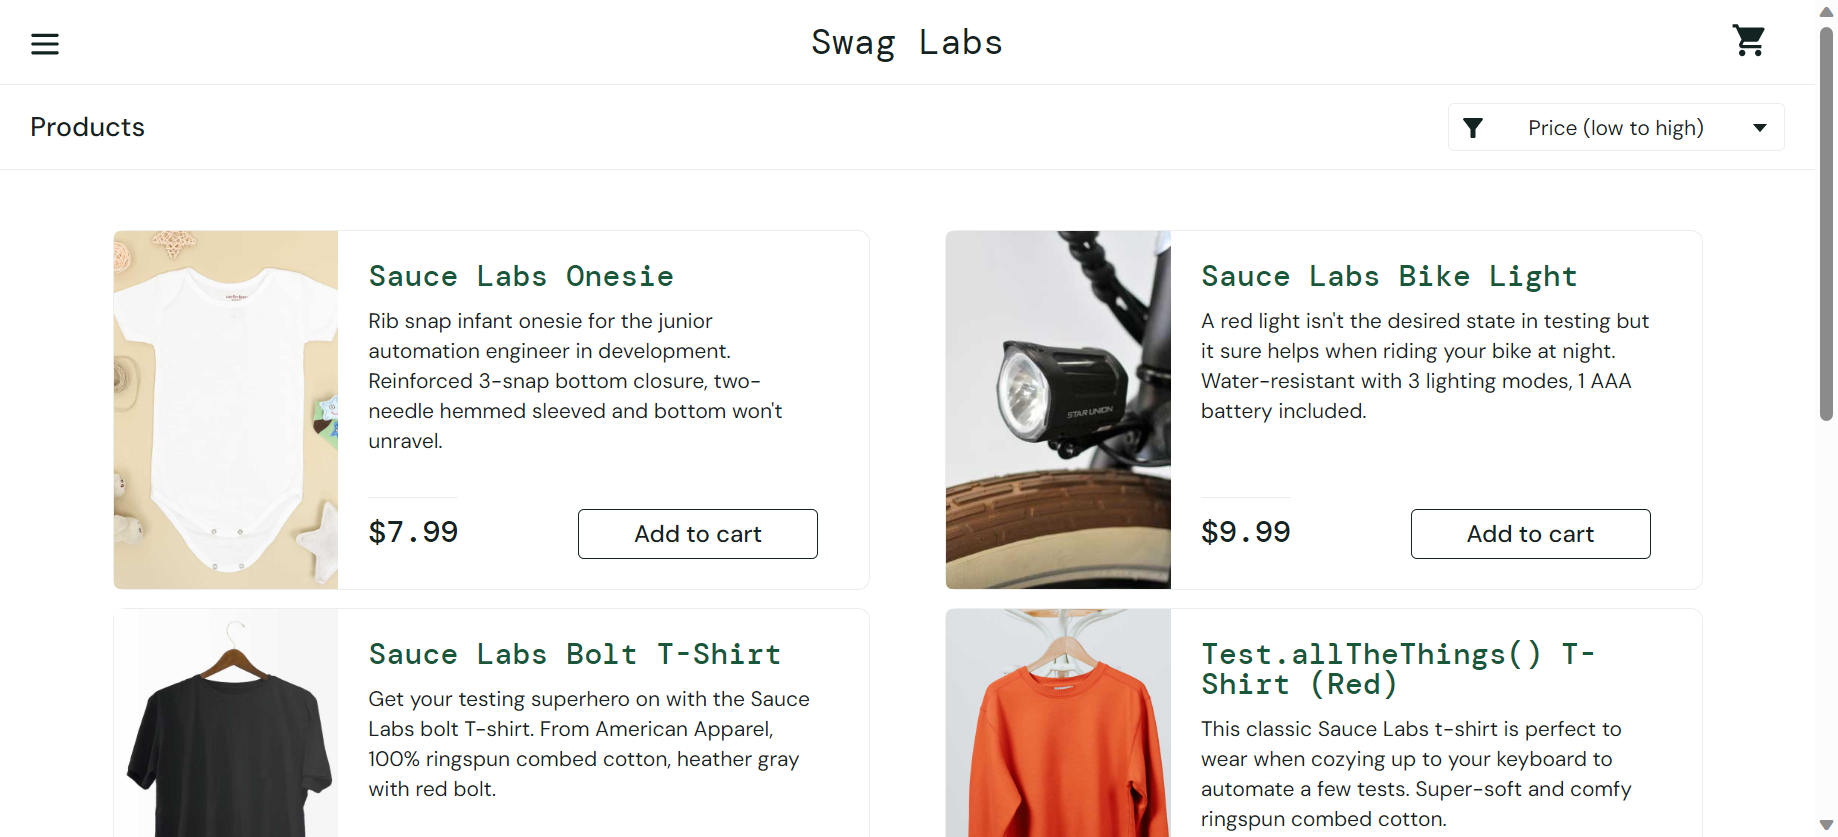 Swag Labs
Products
Price (low to high)
Sauce Labs Onesie
Rib snap infant onesie for the junior
automation engineer in development.
Reinforced 3-snap bottom closure, two-
needle hemmed sleeved and bottom won't
unravel.
$7.99
Add to cart
Sauce Labs Bike Light
A red light isn't the desired state in testing but
it sure helps when riding your bike at night.
Water-resistant with 3 lighting modes, 1 AAA
battery included.
$9.99
Add to cart
STAR UNION
Sauce Labs Bolt T-Shirt
Get your testing superhero on with the Sauce
Labs bolt T-shirt. From American Apparel,
100% ringspun combed cotton, heather gray
with red bolt.
Test.allTheThings() T-
Shirt (Red)
This classic Sauce Labs t-shirt is perfect to
wear when cozying up to your keyboard to
automate a few tests. Super-soft and comfy
ringspun combed cotton.